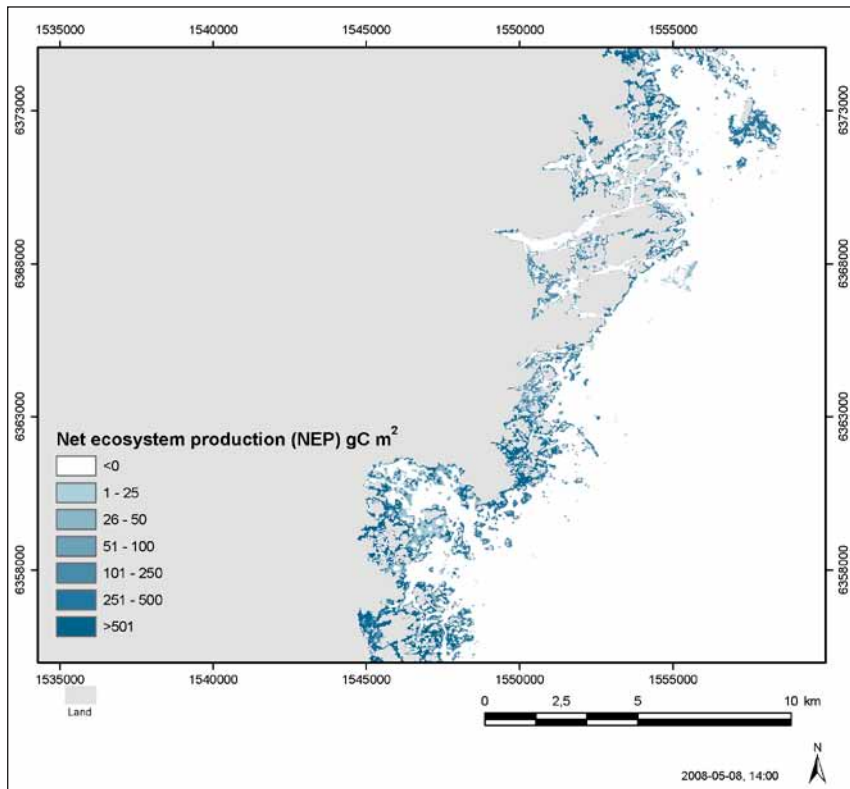 1535000 1540000 1545000 1550000 1555000
6373000 6373000
6368000 6368000
6363000 6363000
Net ecosystem production (NEP) gC m²
<0
1 - 25
26 - 50
51 - 100
101 - 250
251 - 500
>501
6358000 6358000
1535000 1540000 1545000 1550000 1555000
Land
0 2,5 5 10 km
N
2008-05-08, 14:00